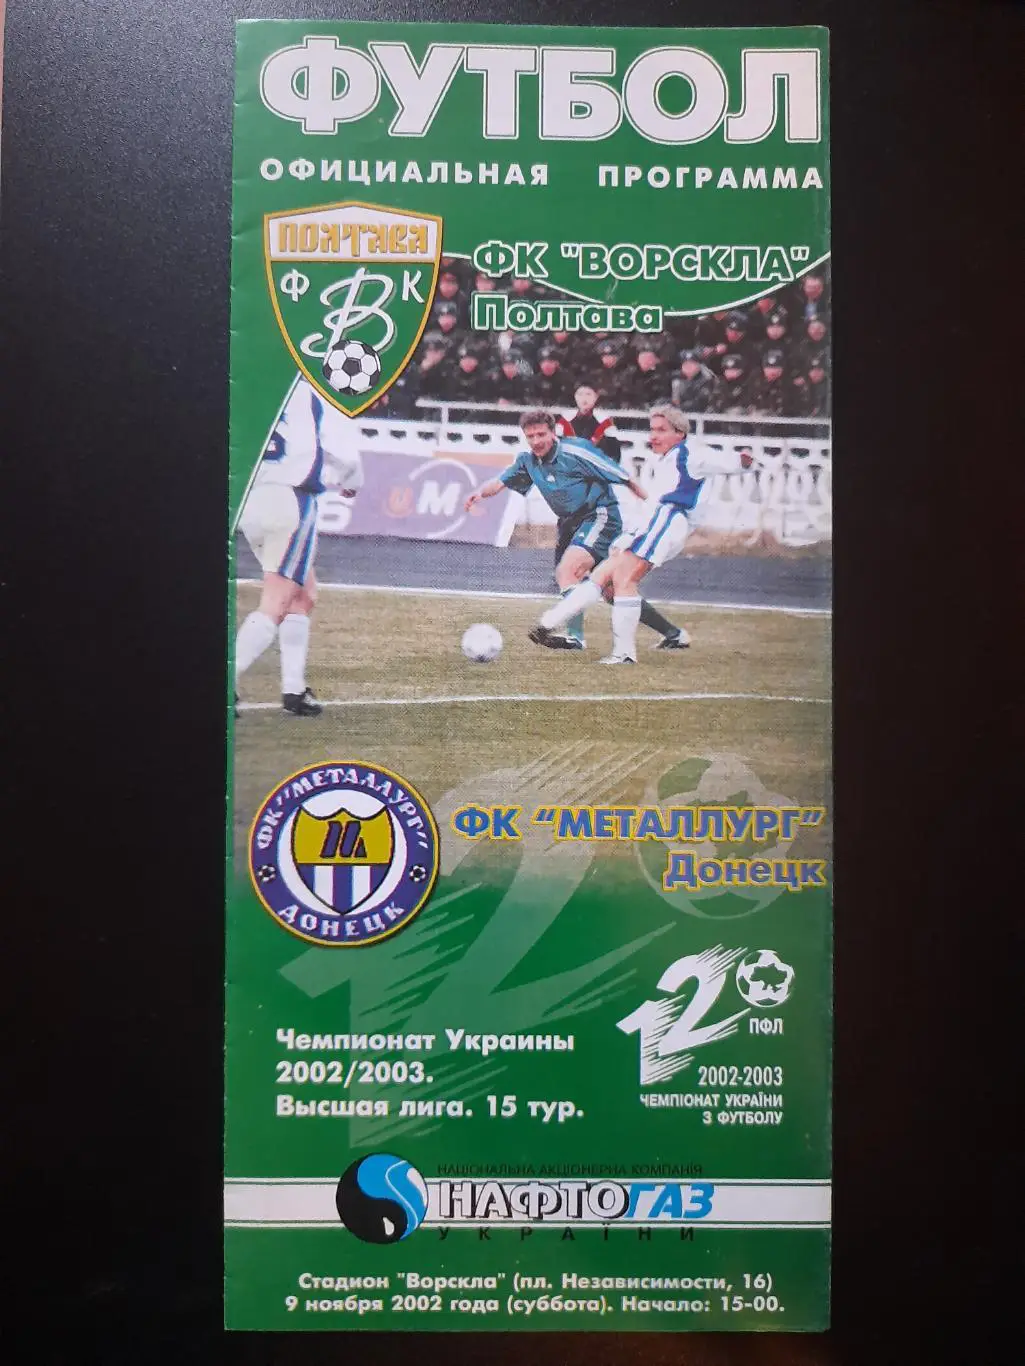 ФУТБОЛ
ОФИЦИАЛЬНАЯ ПРОГРАММА
ПОЛТАВА
Ф В К
ФК "ВОРСКЛА"
Полтава
ФК "МЕТАЛЛУРГ"
ДОНЕЦК
ФК "МЕТАЛЛУРГ"
Донецк
12
ПФЛ
2002-2003
ЧЕМПІОНАТ УКРАЇНИ
З ФУТБОЛУ
Чемпионат Украины
2002/2003.
Высшая лига. 15 тур.
НАЦІОНАЛЬНА АКЦІОНЕРНА КОМПАНІЯ
НАФТОГАЗ
УКРАЇНИ
Стадион "Ворскла" (пл. Независимости, 16)
9 ноября 2002 года (суббота). Начало: 15-00.